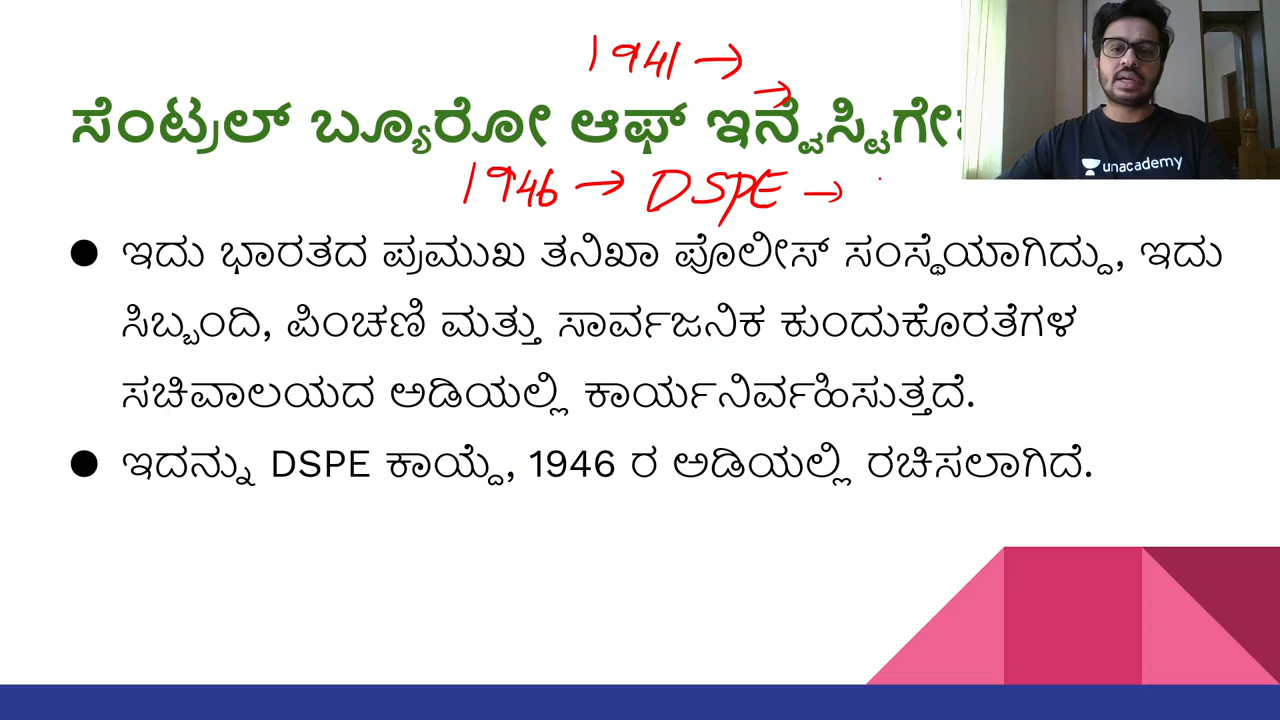 1941 →
ಸೆಂಟ್ರಲ್ ಬ್ಯೂರೋ ಆಫ್ ಇನ್ವೆಸ್ಟಿಗೇ
unacademy
1946 → DSPE →
● ಇದು ಭಾರತದ ಪ್ರಮುಖ ತನಿಖಾ ಪೊಲೀಸ್ ಸಂಸ್ಥೆಯಾಗಿದ್ದು, ಇದು
ಸಿಬ್ಬಂದಿ, ಪಿಂಚಣಿ ಮತ್ತು ಸಾರ್ವಜನಿಕ ಕುಂದುಕೊರತೆಗಳ
ಸಚಿವಾಲಯದ ಅಡಿಯಲ್ಲಿ ಕಾರ್ಯನಿರ್ವಹಿಸುತ್ತದೆ.
● ಇದನ್ನು DSPE ಕಾಯ್ದೆ, 1946 ರ ಅಡಿಯಲ್ಲಿ ರಚಿಸಲಾಗಿದೆ.